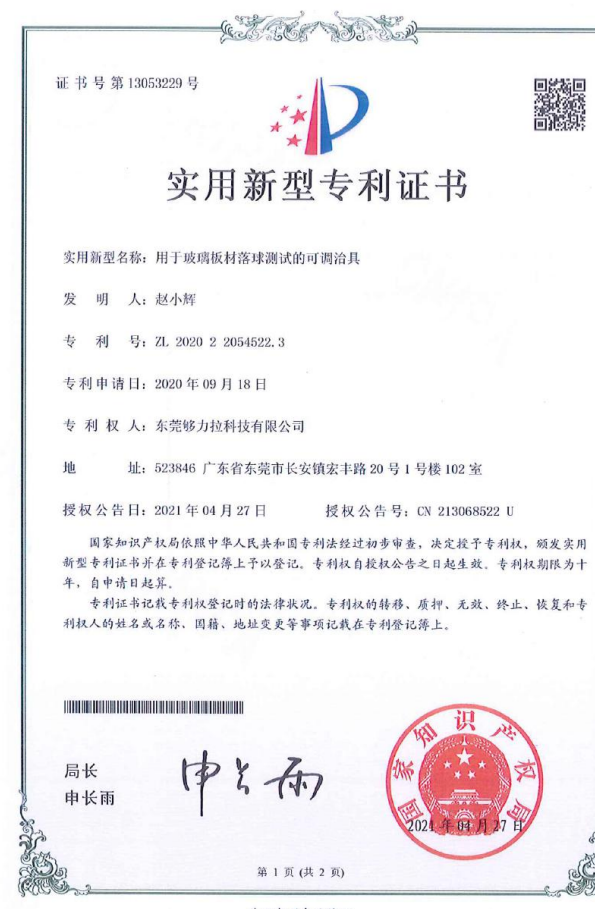 证书号第13053229号
实用新型专利证书
实用新型名称：用于玻璃板材落球测试的可调治具
发明人：赵小辉
专利号：ZL 2020 2 2054522.3
专利申请日：2020年09月18日
专利权人：东莞够力拉科技有限公司
地址：523846 广东省东莞市长安镇宏丰路20号1号楼102室
授权公告日：2021年04月27日 授权公告号：CN 213068522 U
国家知识产权局依照中华人民共和国专利法经过初步审查，决定授予专利权，颁发实用
新型专利证书并在专利登记簿上予以登记。专利权自授权公告之日起生效。专利权期限为十
年，自申请日起算。
专利证书记载专利权登记时的法律状况。专利权的转移、质押、无效、终止、恢复和专
利权人的姓名或名称、国籍、地址变更等事项记载在专利登记簿上。
局长
申长雨
申长雨
国家知识产权局
2021年04月27日
第 1 页 (共 2 页)